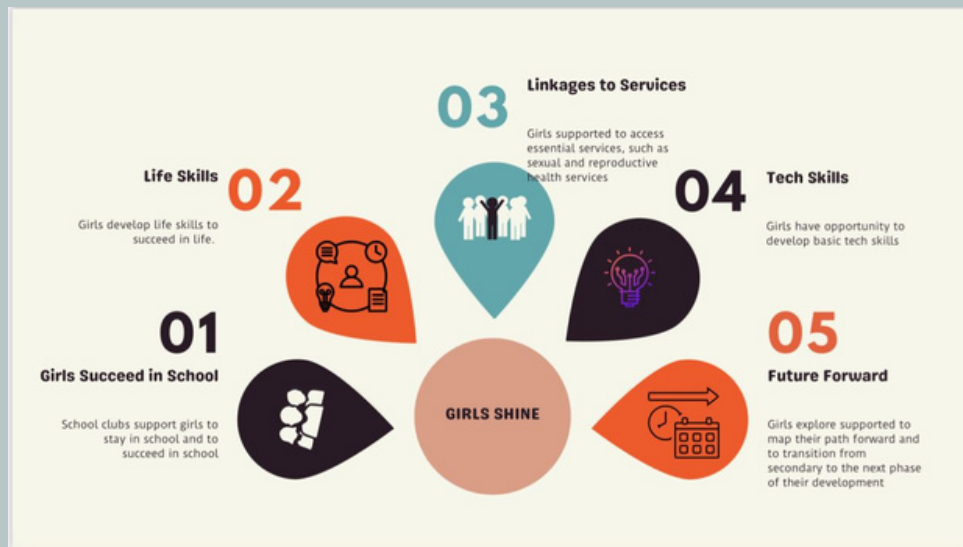 03
Linkages to Services
Girls supported to access
essential services, such as
sexual and reproductive
health services
Life Skills
02
Girls develop life skills to
succeed in life.
04
Tech Skills
Girls have opportunity to
develop basic tech skills
01
Girls Succeed in School
School clubs support girls to
stay in school and to
succeed in school
GIRLS SHINE
05
Future Forward
Girls explore supported to
map their path forward and
to transition from
secondary to the next phase
of their development